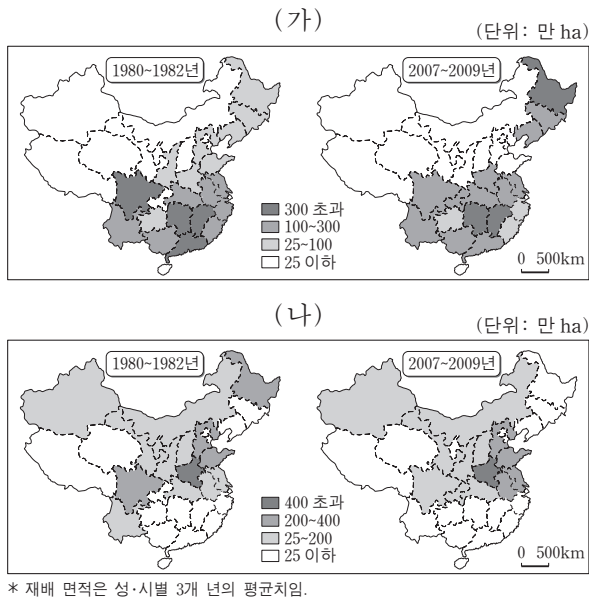 (가)
(단위: 만 ha)
1980~1982년
2007~2009년
300 초과
100~300
25~100
25 이하
0 500km
(나)
(단위: 만 ha)
1980~1982년
2007~2009년
400 초과
200~400
25~200
25 이하
0 500km
* 재배 면적은 성·시별 3개 년의 평균치임.